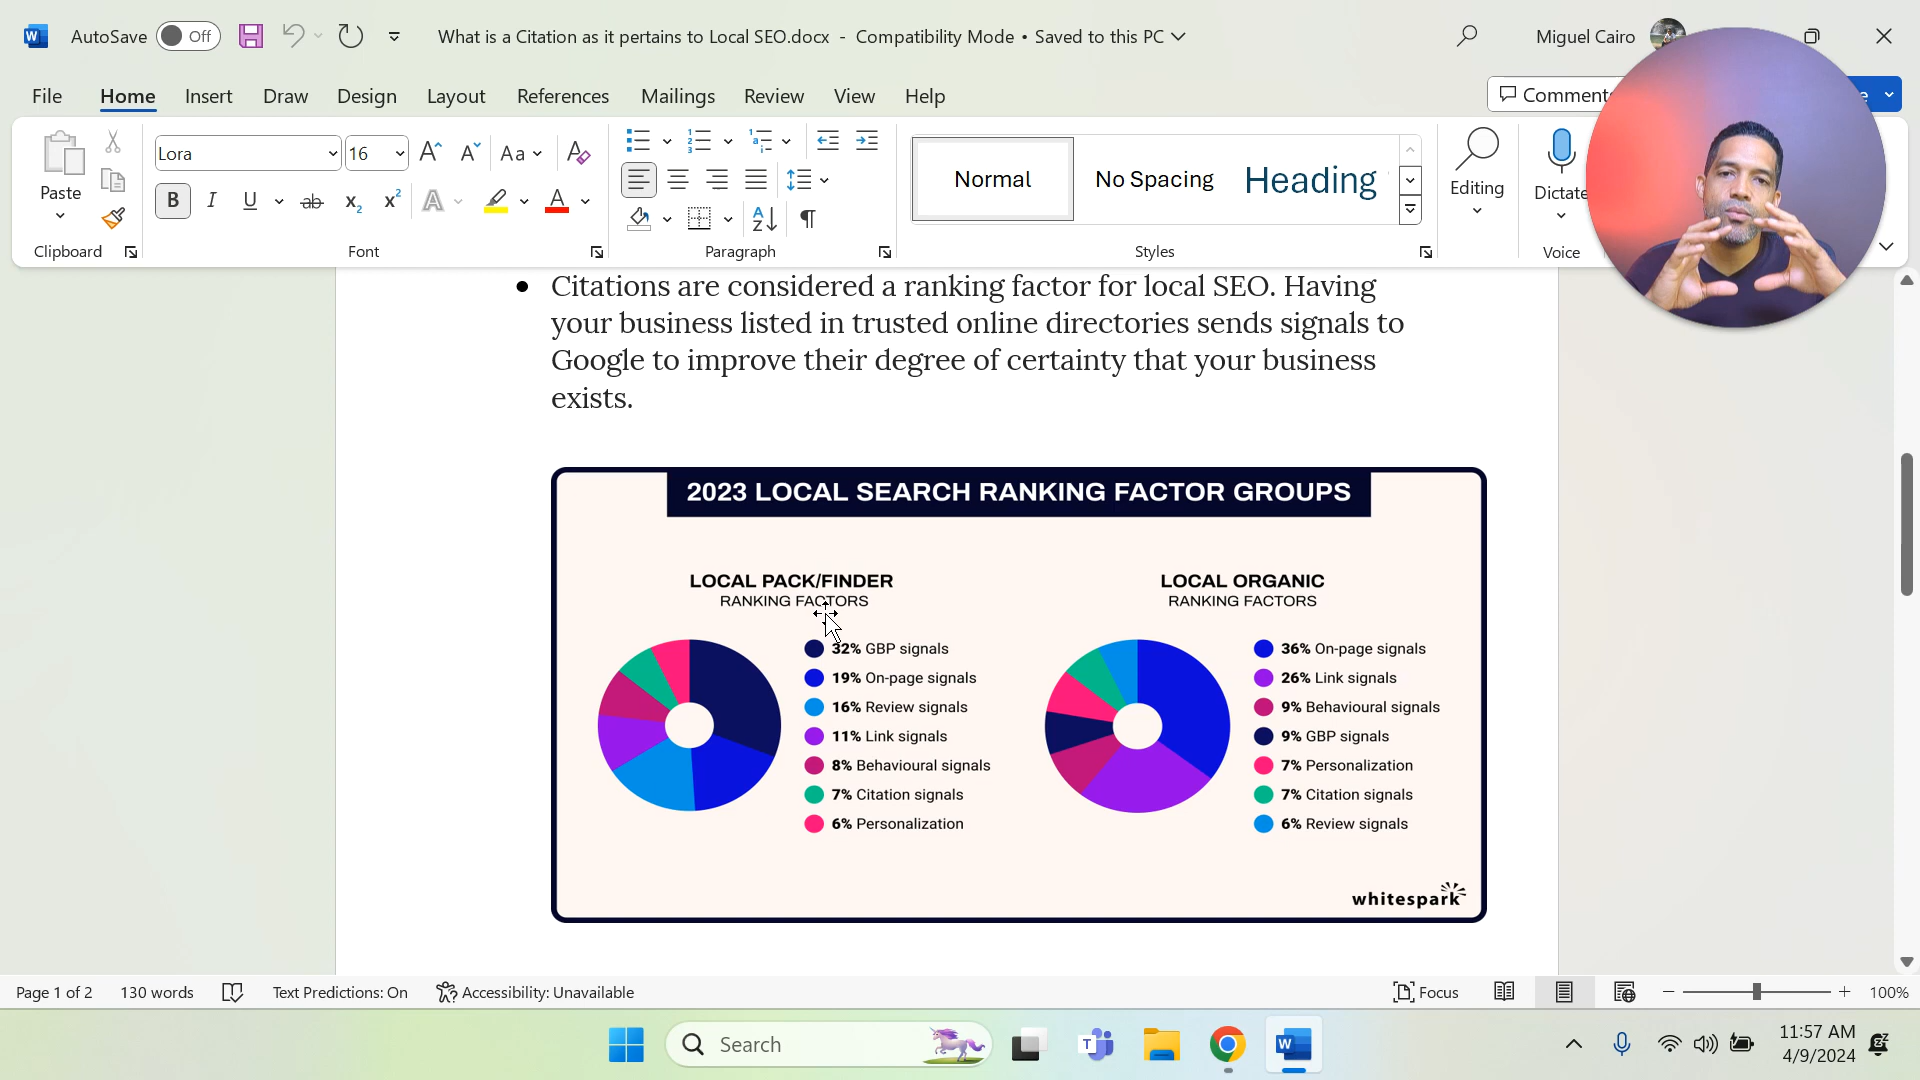 AutoSave Off What is a Citation as it pertains to Local SEO.docx - Compatibility Mode • Saved to this PC Miguel Cairo
File Home Insert Draw Design Layout References Mailings Review View Help
Paste
Clipboard
Lora 16
Aa
B I U ab x₂ x² A A
Font
Paragraph
Normal No Spacing Heading
Styles
Editing
Dictate
Voice
• Citations are considered a ranking factor for local SEO. Having
your business listed in trusted online directories sends signals to
Google to improve their degree of certainty that your business
exists.
2023 LOCAL SEARCH RANKING FACTOR GROUPS
LOCAL PACK/FINDER
RANKING FACTORS
32% GBP signals
19% On-page signals
16% Review signals
11% Link signals
8% Behavioural signals
7% Citation signals
6% Personalization
LOCAL ORGANIC
RANKING FACTORS
36% On-page signals
26% Link signals
9% Behavioural signals
9% GBP signals
7% Personalization
7% Citation signals
6% Review signals
whitespark
Page 1 of 2 130 words Text Predictions: On Accessibility: Unavailable Focus 100%
Search
11:57 AM
4/9/2024